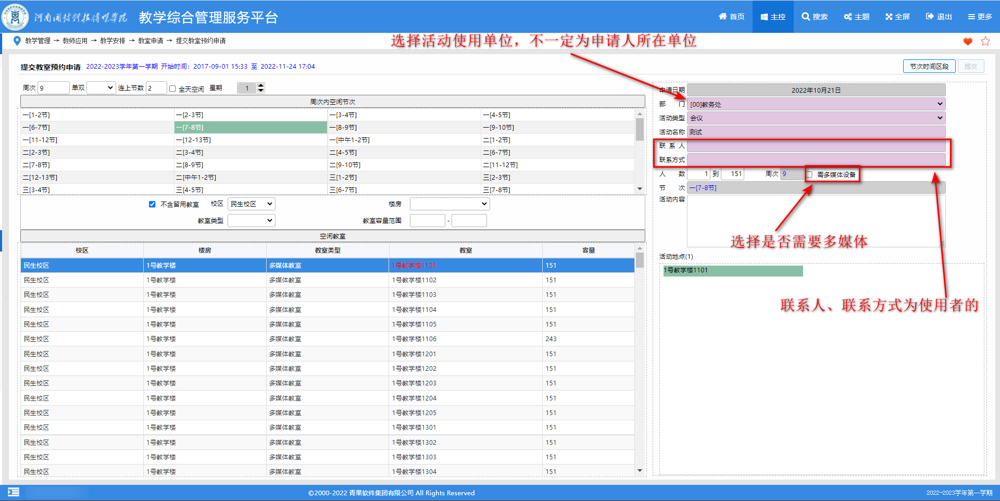 河南开封科技传媒学院 教学综合管理服务平台 首页 主控 搜索 主题 全屏 退出 更多
教学管理 → 教师应用 → 教学安排 → 教室申请 → 提交教室预约申请
选择活动使用单位，不一定为申请人所在单位
提交教室预约申请 2022-2023学年第一学期 开始时间：2017-09-01 15:33 至 2022-11-24 17:04 节次时间区段 提交
周次 9 单双 连上节数 2 全天空闲 星期 1
周次内空闲节次
一[1-2节] 一[2-3节] 一[3-4节] 一[4-5节]
一[6-7节] 一[7-8节] 一[8-9节] 一[9-10节]
一[11-12节] 一[12-13节] 一[中午1-2节] 二[1-2节]
二[2-3节] 二[3-4节] 二[4-5节] 二[6-7节]
二[7-8节] 二[8-9节] 二[9-10节] 二[11-12节]
二[12-13节] 二[中午1-2节] 三[1-2节] 三[2-3节]
三[3-4节] 三[4-5节] 三[6-7节] 三[7-8节]
不含留用教室 校区 民生校区 楼房
教室类型 教室容量范围 -
空闲教室
校区 楼房 教室类型 教室 容量
民生校区 1号教学楼 多媒体教室 1号教学楼1101 151
民生校区 1号教学楼 多媒体教室 1号教学楼1102 151
民生校区 1号教学楼 多媒体教室 1号教学楼1103 151
民生校区 1号教学楼 多媒体教室 1号教学楼1104 151
民生校区 1号教学楼 多媒体教室 1号教学楼1105 151
民生校区 1号教学楼 多媒体教室 1号教学楼1106 243
民生校区 1号教学楼 多媒体教室 1号教学楼1201 151
民生校区 1号教学楼 多媒体教室 1号教学楼1202 151
民生校区 1号教学楼 多媒体教室 1号教学楼1203 151
民生校区 1号教学楼 多媒体教室 1号教学楼1204 151
民生校区 1号教学楼 多媒体教室 1号教学楼1205 151
民生校区 1号教学楼 多媒体教室 1号教学楼1301 151
民生校区 1号教学楼 多媒体教室 1号教学楼1302 151
民生校区 1号教学楼 多媒体教室 1号教学楼1303 151
民生校区 1号教学楼 多媒体教室 1号教学楼1304 151
申请日期 2022年10月21日
部 门 [00]教务处
活动类型 会议
活动名称 测试
联 系 人
联系方式
人 数 1 到 151 周次 9 需多媒体设备
节 次 一[7-8节]
活动内容
选择是否需要多媒体
活动地点(1)
1号教学楼1101
联系人、联系方式为使用者的
©2000-2022 青果软件集团有限公司 All Rights Reserved 2022-2023学年第一学期